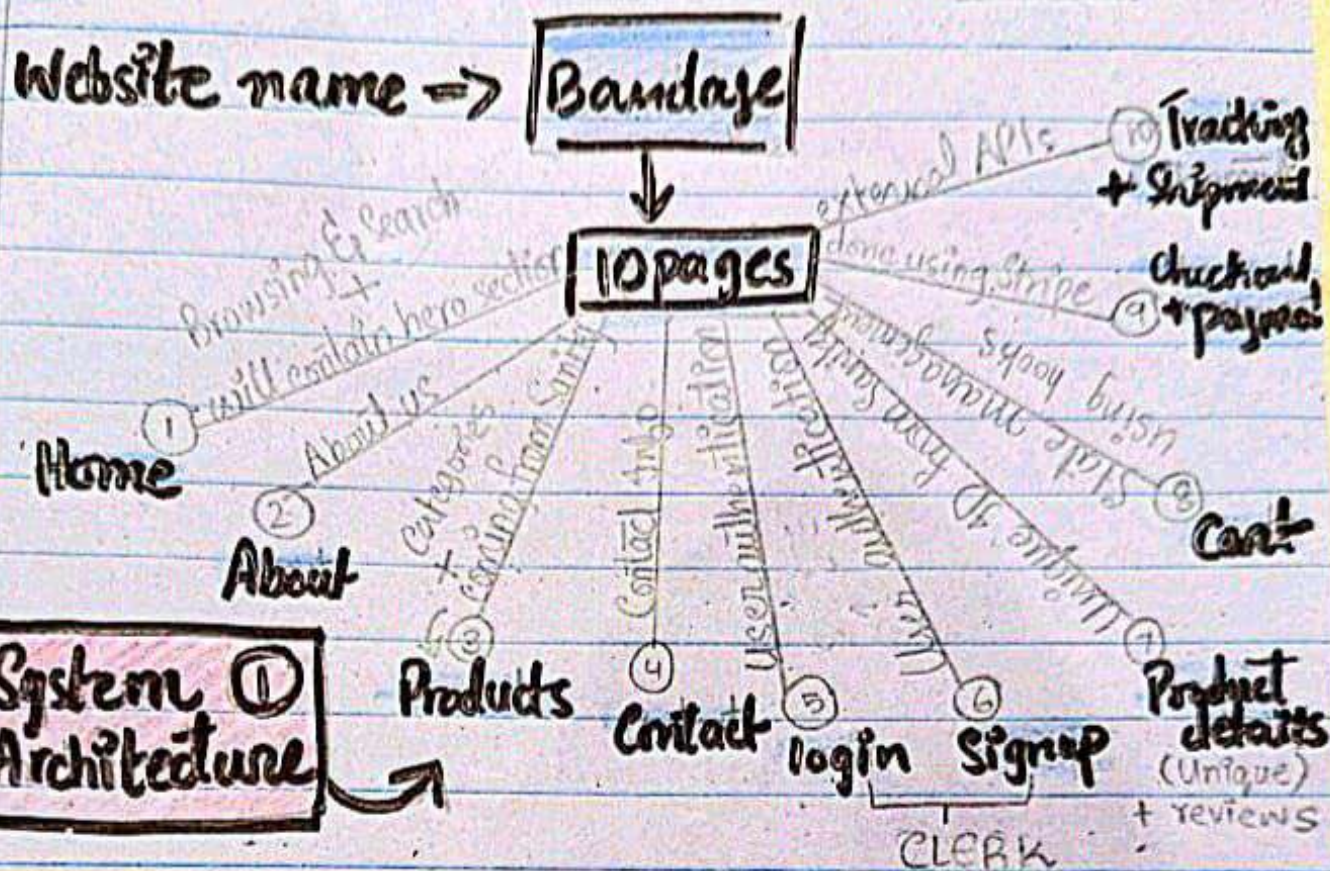 Website name => Bandage
10 pages
Browsing & Search
+
will contain hero section
1
Home
About us
2
About
Categories
+
coming from Sanity
3
Products
Contact info
4
Contact
User authentication
5
login
User authentication
6
Signup
CLERK
Unique ID from Sanity
7
Product
details
(Unique)
+ reviews
State management
using hooks
8
Cart
done using Stripe
9
Checkout
+ payment
external APIs
10
Tracking
+ Shipment
System ①
Architecture